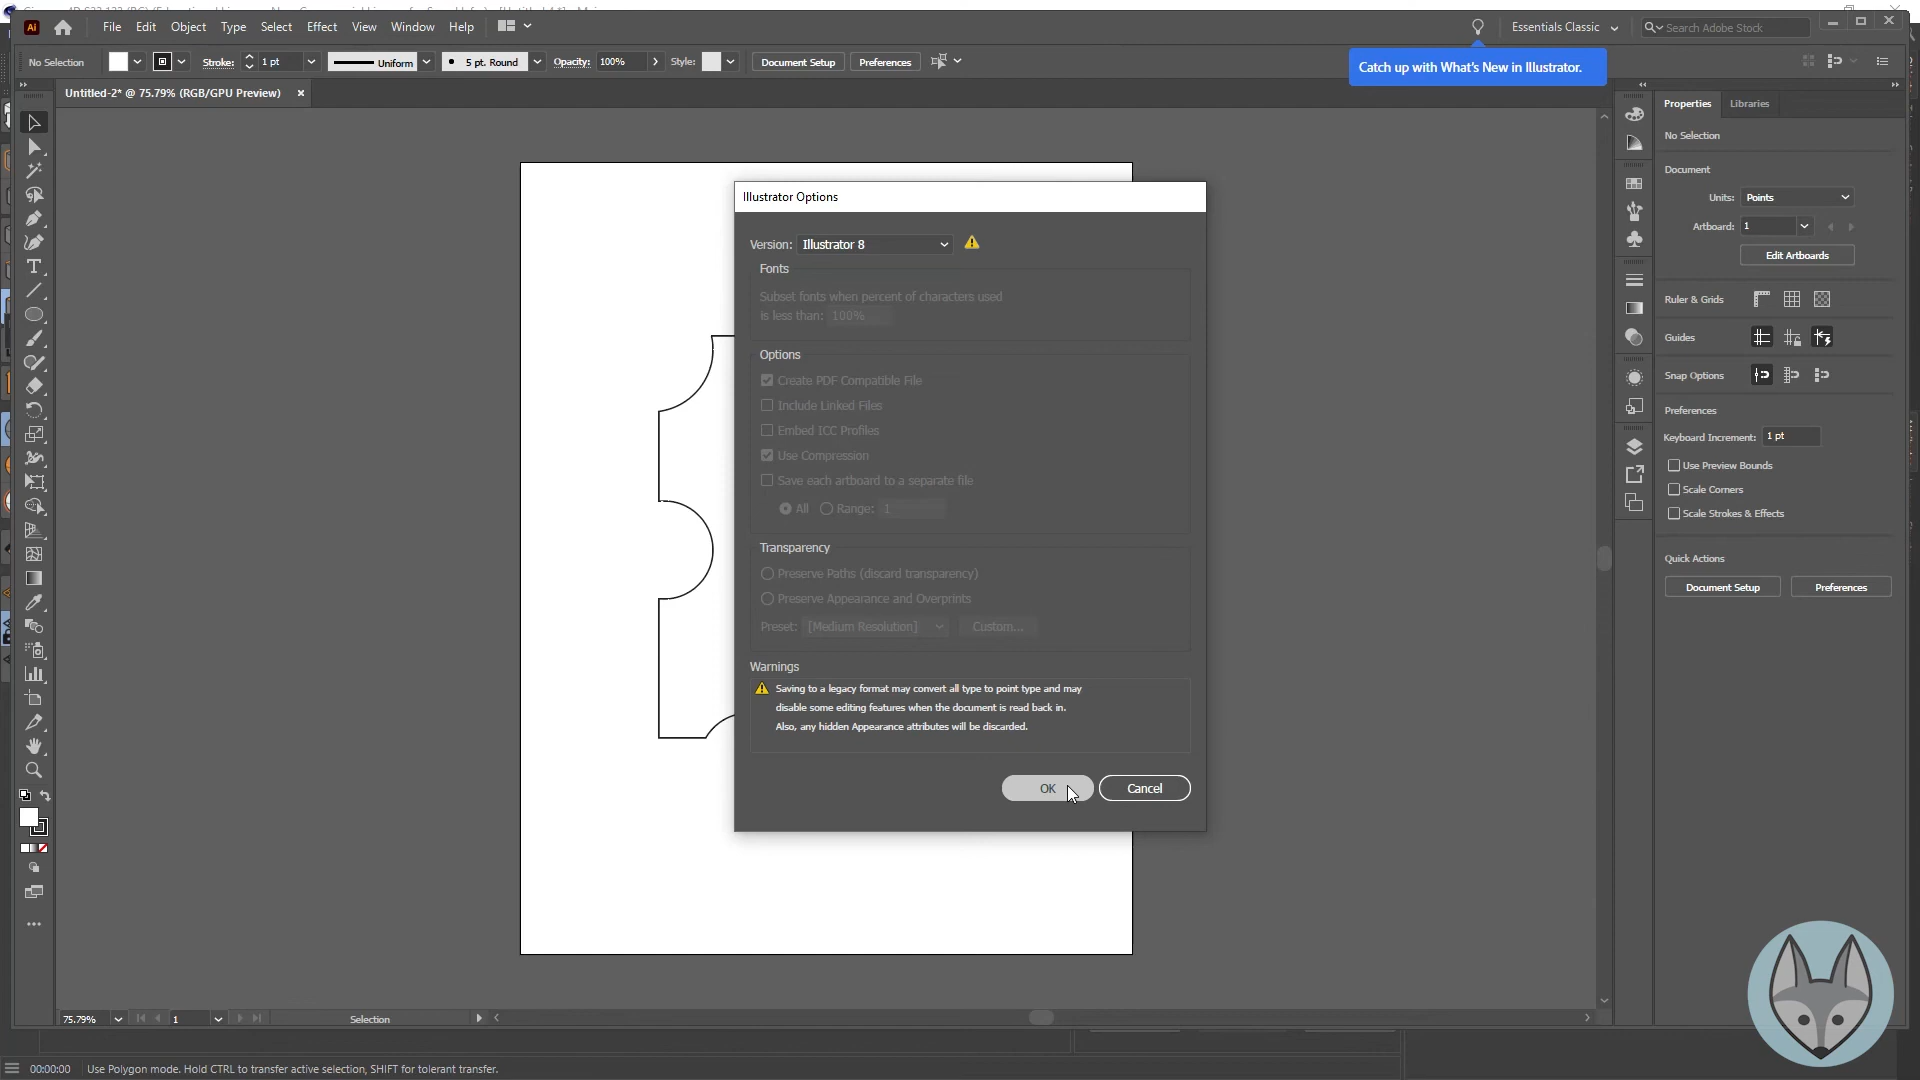 File Edit Object Type Select Effect View Window Help
Essentials Classic
Search Adobe Stock
No Selection
Stroke: 1 pt
Uniform
5 pt. Round
Opacity: 100%
Style:
Document Setup
Preferences
Catch up with What's New in Illustrator.
Untitled-2* @ 75.79% (RGB/GPU Preview) ×
Illustrator Options
Version: Illustrator 8
Fonts
Subset fonts when percent of characters used
is less than: 100%
Options
Create PDF Compatible File
Include Linked Files
Embed ICC Profiles
Use Compression
Save each artboard to a separate file
All Range: 1
Transparency
Preserve Paths (discard transparency)
Preserve Appearance and Overprints
Preset: [Medium Resolution] Custom...
Warnings
Saving to a legacy format may convert all type to point type and may
disable some editing features when the document is read back in.
Also, any hidden Appearance attributes will be discarded.
OK Cancel
Properties Libraries
No Selection
Document
Units: Points
Artboard: 1
Edit Artboards
Ruler & Grids
Guides
Snap Options
Preferences
Keyboard Increment: 1 pt
Use Preview Bounds
Scale Corners
Scale Strokes & Effects
Quick Actions
Document Setup Preferences
75.79% 1 Selection
00:00:00 Use Polygon mode. Hold CTRL to transfer active selection, SHIFT for tolerant transfer.
Ai